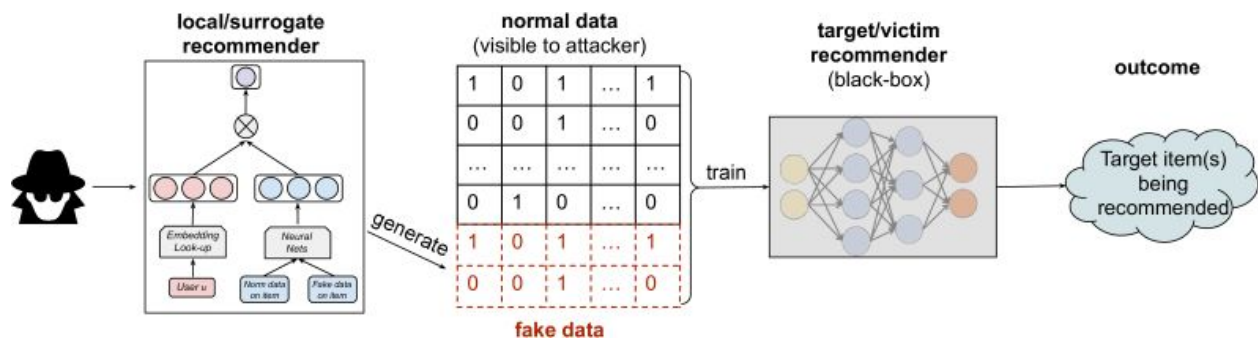 local/surrogate
recommender
Embedding
Look-up
Neural
Nets
User u
Norm data
on item
Fake data
on item
generate
normal data
(visible to attacker)
1 0 1 ... 1
0 0 1 ... 0
... ... ... ... ...
0 1 0 ... 0
1 0 1 ... 1
0 0 1 ... 0
fake data
train
target/victim
recommender
(black-box)
outcome
Target item(s)
being
recommended